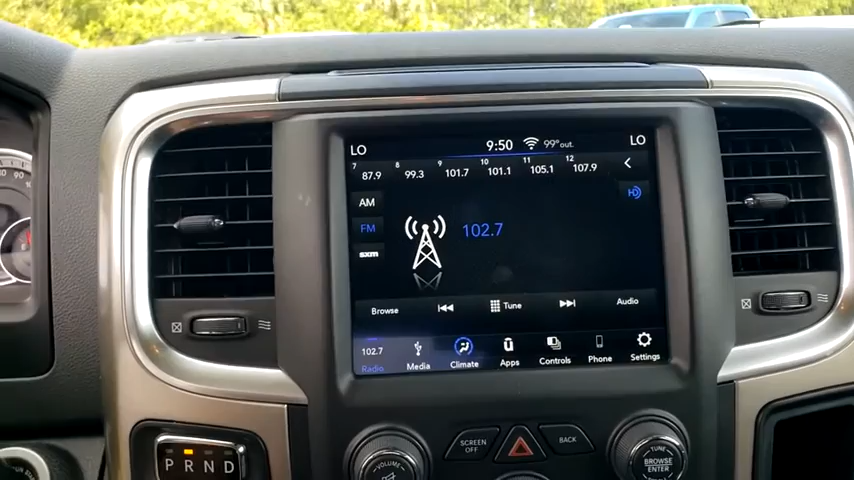 LO 9:50 99° out. LO
7 8 9 10 11 12
87.9 99.3 101.7 101.1 105.1 107.9
AM
FM 102.7 HD
sxm
Browse Tune Audio
102.7
Radio Media Climate Apps Controls Phone Settings
SCREEN OFF BACK
VOLUME
TUNE
BROWSE
ENTER
P R N D